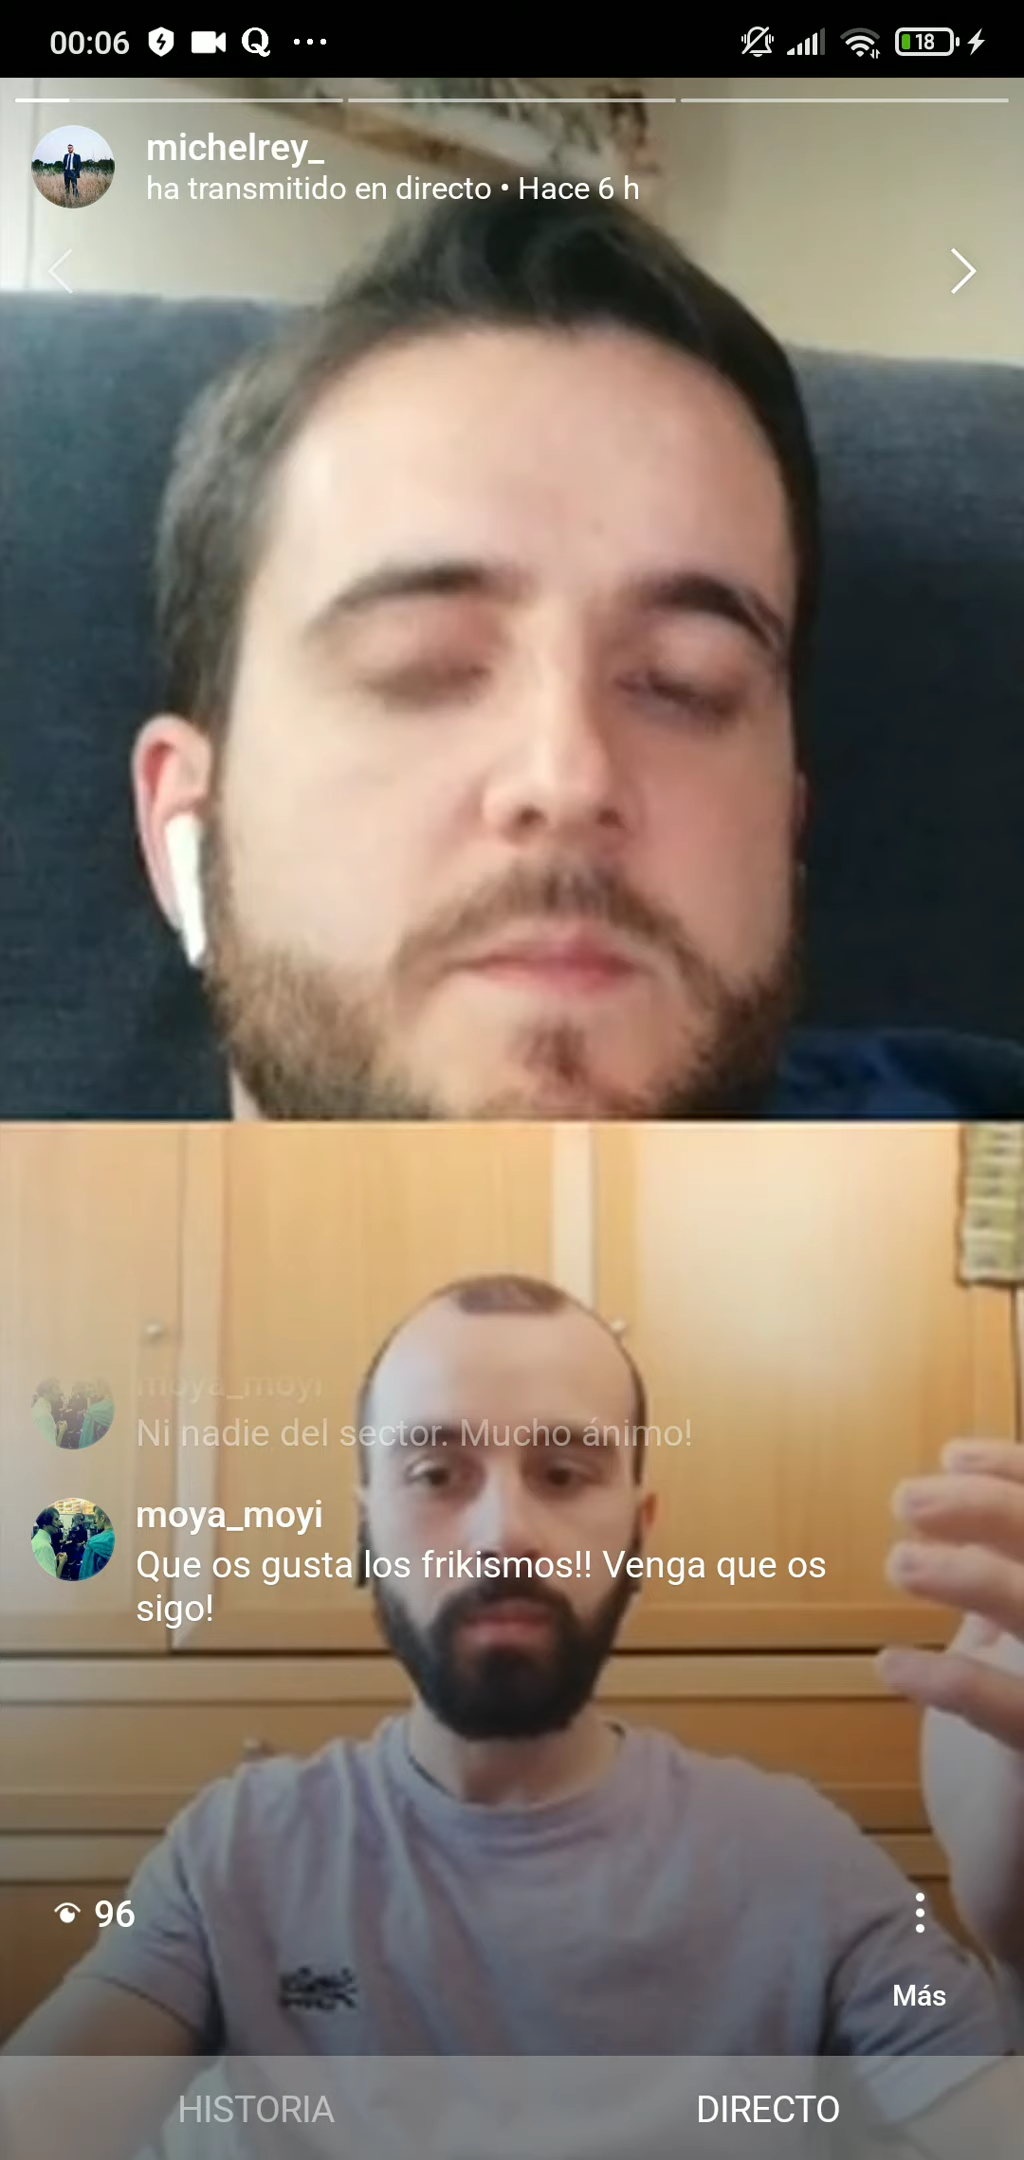 00:06
18
michelrey_
ha transmitido en directo • Hace 6 h
moya_moyi
Ni nadie del sector. Mucho ánimo!
moya_moyi
Que os gusta los frikismos!! Venga que os
sigo!
96
Más
HISTORIA
DIRECTO